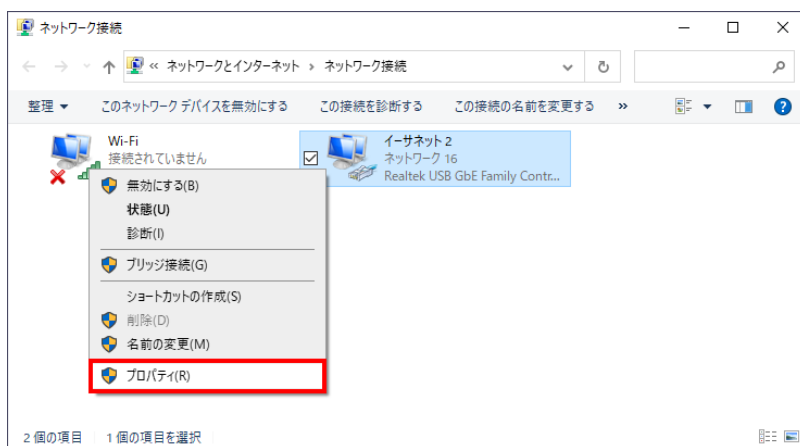 ネットワーク接続
« ネットワークとインターネット › ネットワーク接続
整理 このネットワーク デバイスを無効にする この接続を診断する この接続の名前を変更する »
Wi-Fi
接続されていません
イーサネット 2
ネットワーク 16
Realtek USB GbE Family Contr...
無効にする(B)
状態(U)
診断(I)
ブリッジ接続(G)
ショートカットの作成(S)
削除(D)
名前の変更(M)
プロパティ(R)
2 個の項目 1 個の項目を選択